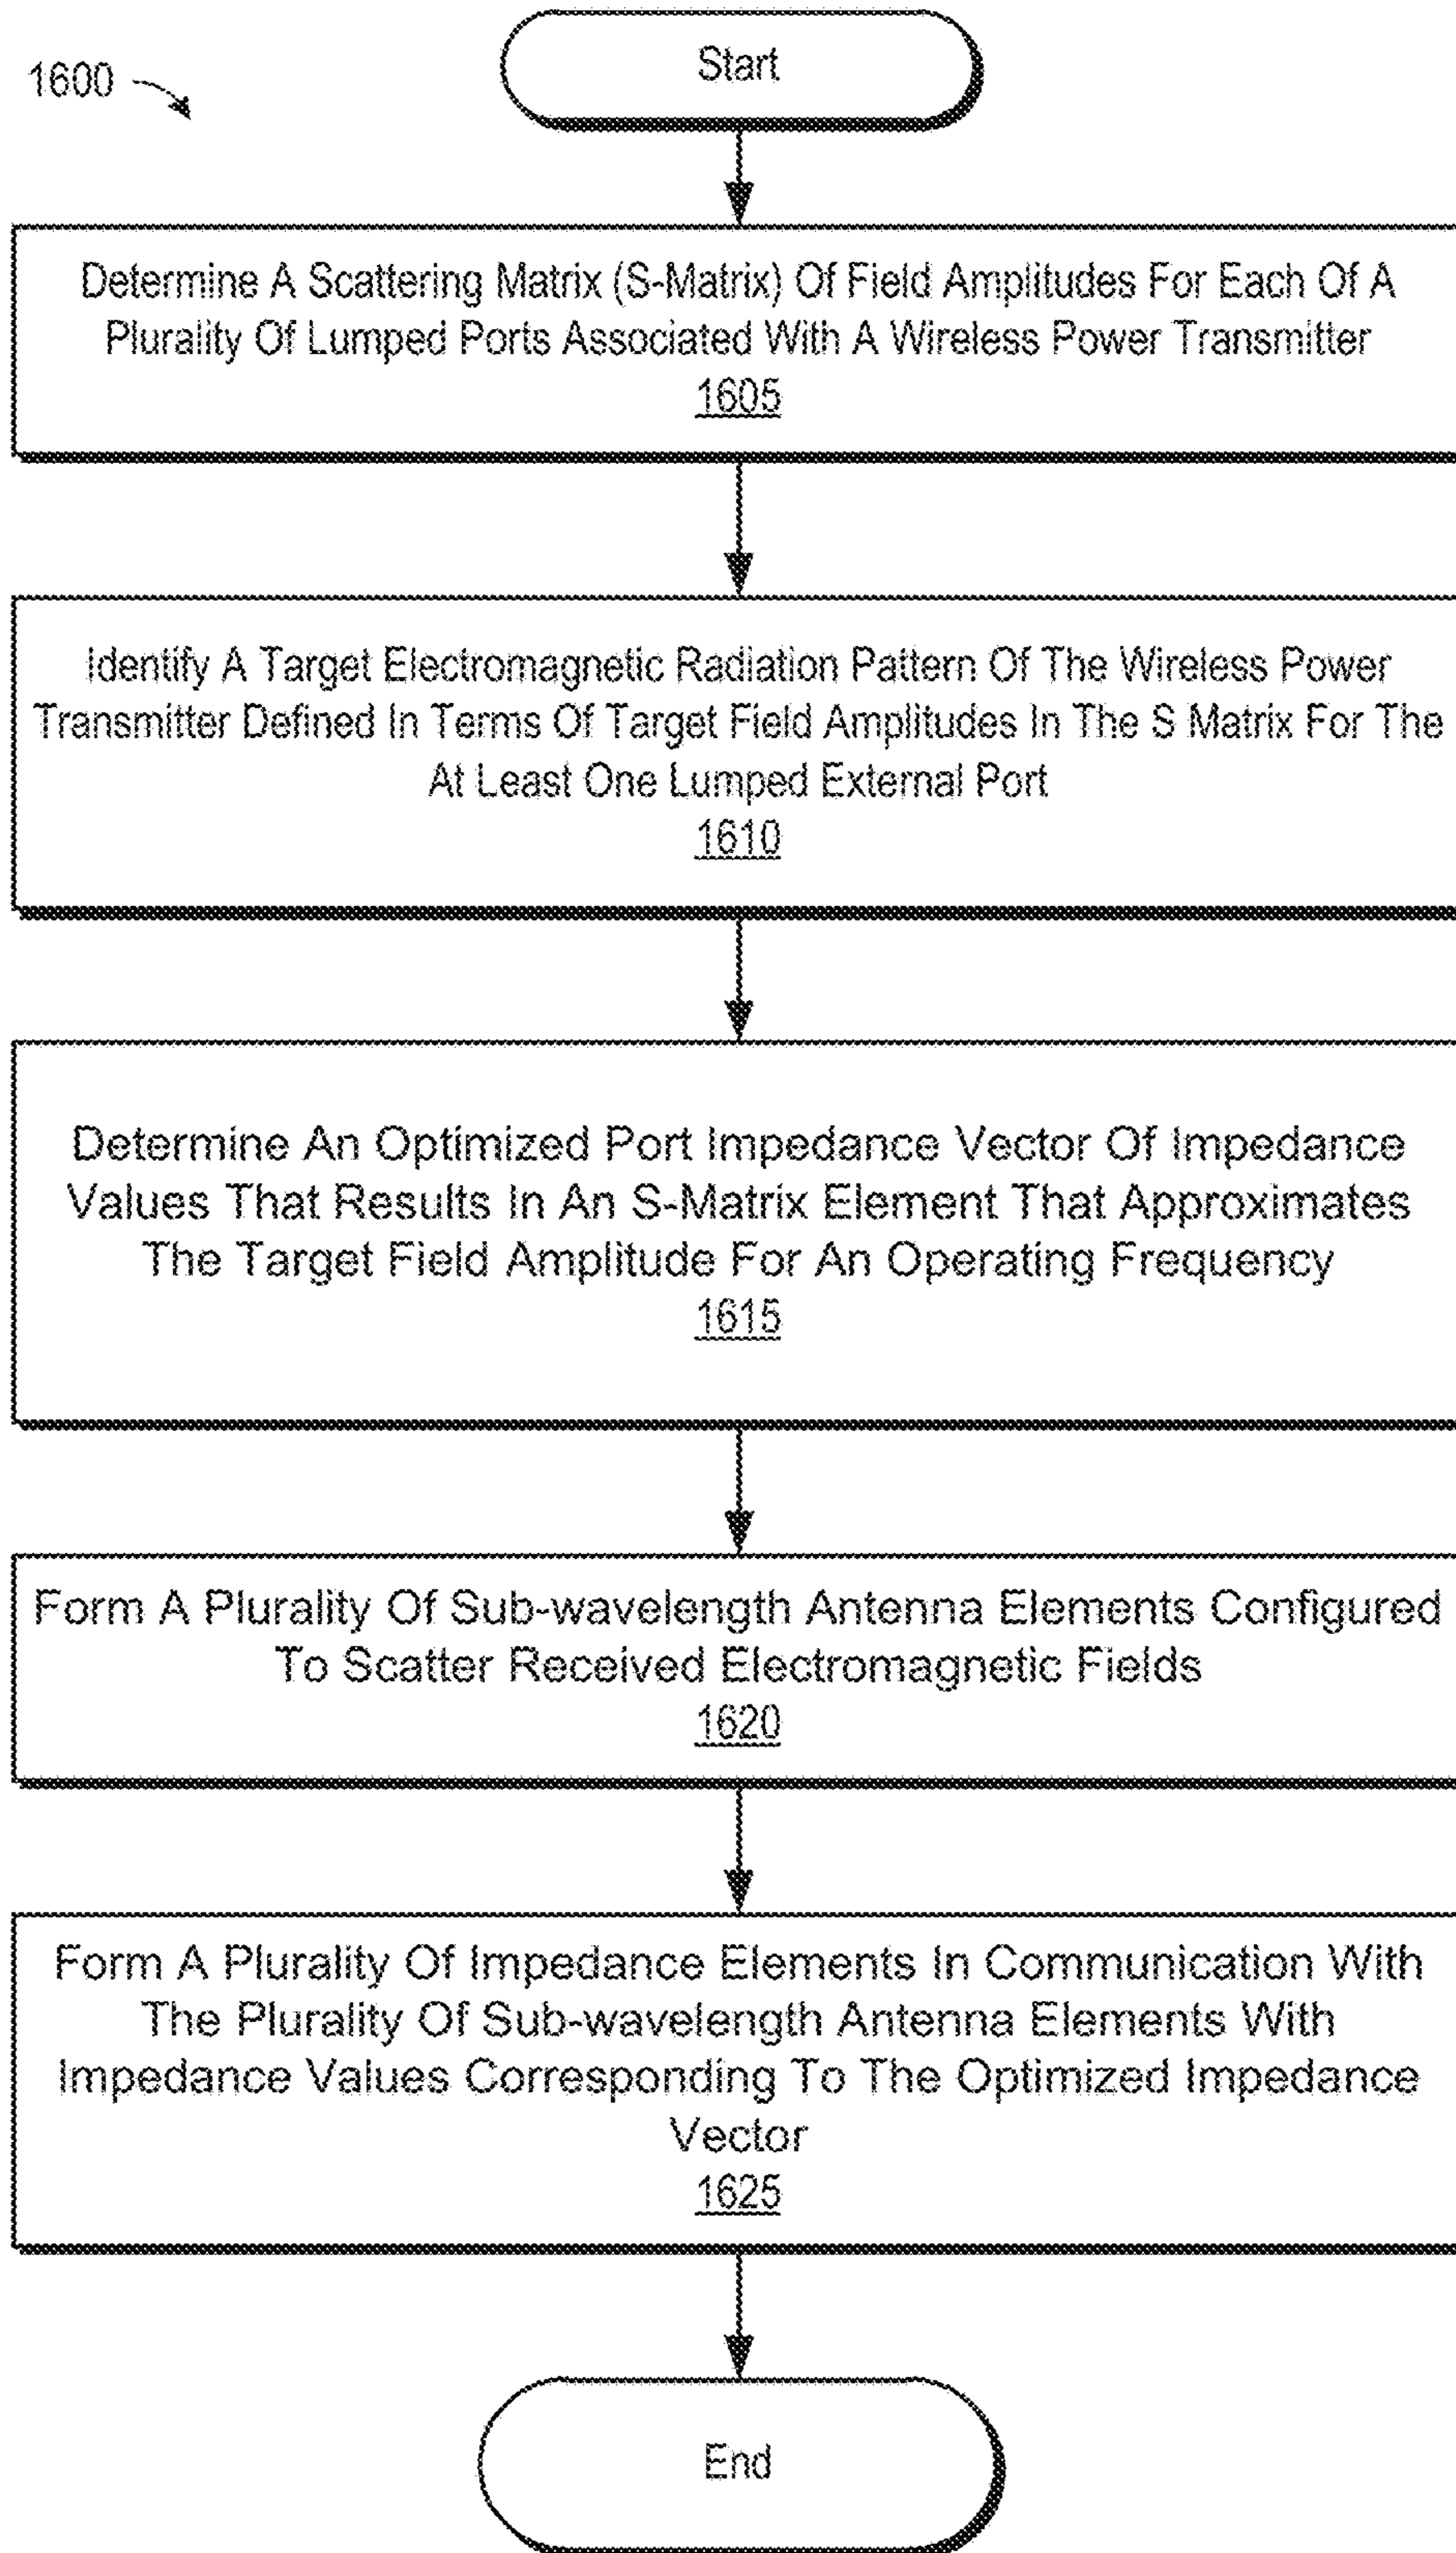 Start
1600
Determine A Scattering Matrix (S-Matrix) Of Field Amplitudes For Each Of A
Plurality Of Lumped Ports Associated With A Wireless Power Transmitter
1605
Identify A Target Electromagnetic Radiation Pattern Of The Wireless Power
Transmitter Defined In Terms Of Target Field Amplitudes In The S Matrix For The
At Least One Lumped External Port
1610
Determine An Optimized Port Impedance Vector Of Impedance
Values That Results In An S-Matrix Element That Approximates
The Target Field Amplitude For An Operating Frequency
1615
Form A Plurality Of Sub-wavelength Antenna Elements Configured
To Scatter Received Electromagnetic Fields
1620
Form A Plurality Of Impedance Elements In Communication With
The Plurality Of Sub-wavelength Antenna Elements With
Impedance Values Corresponding To The Optimized Impedance
Vector
1625
End